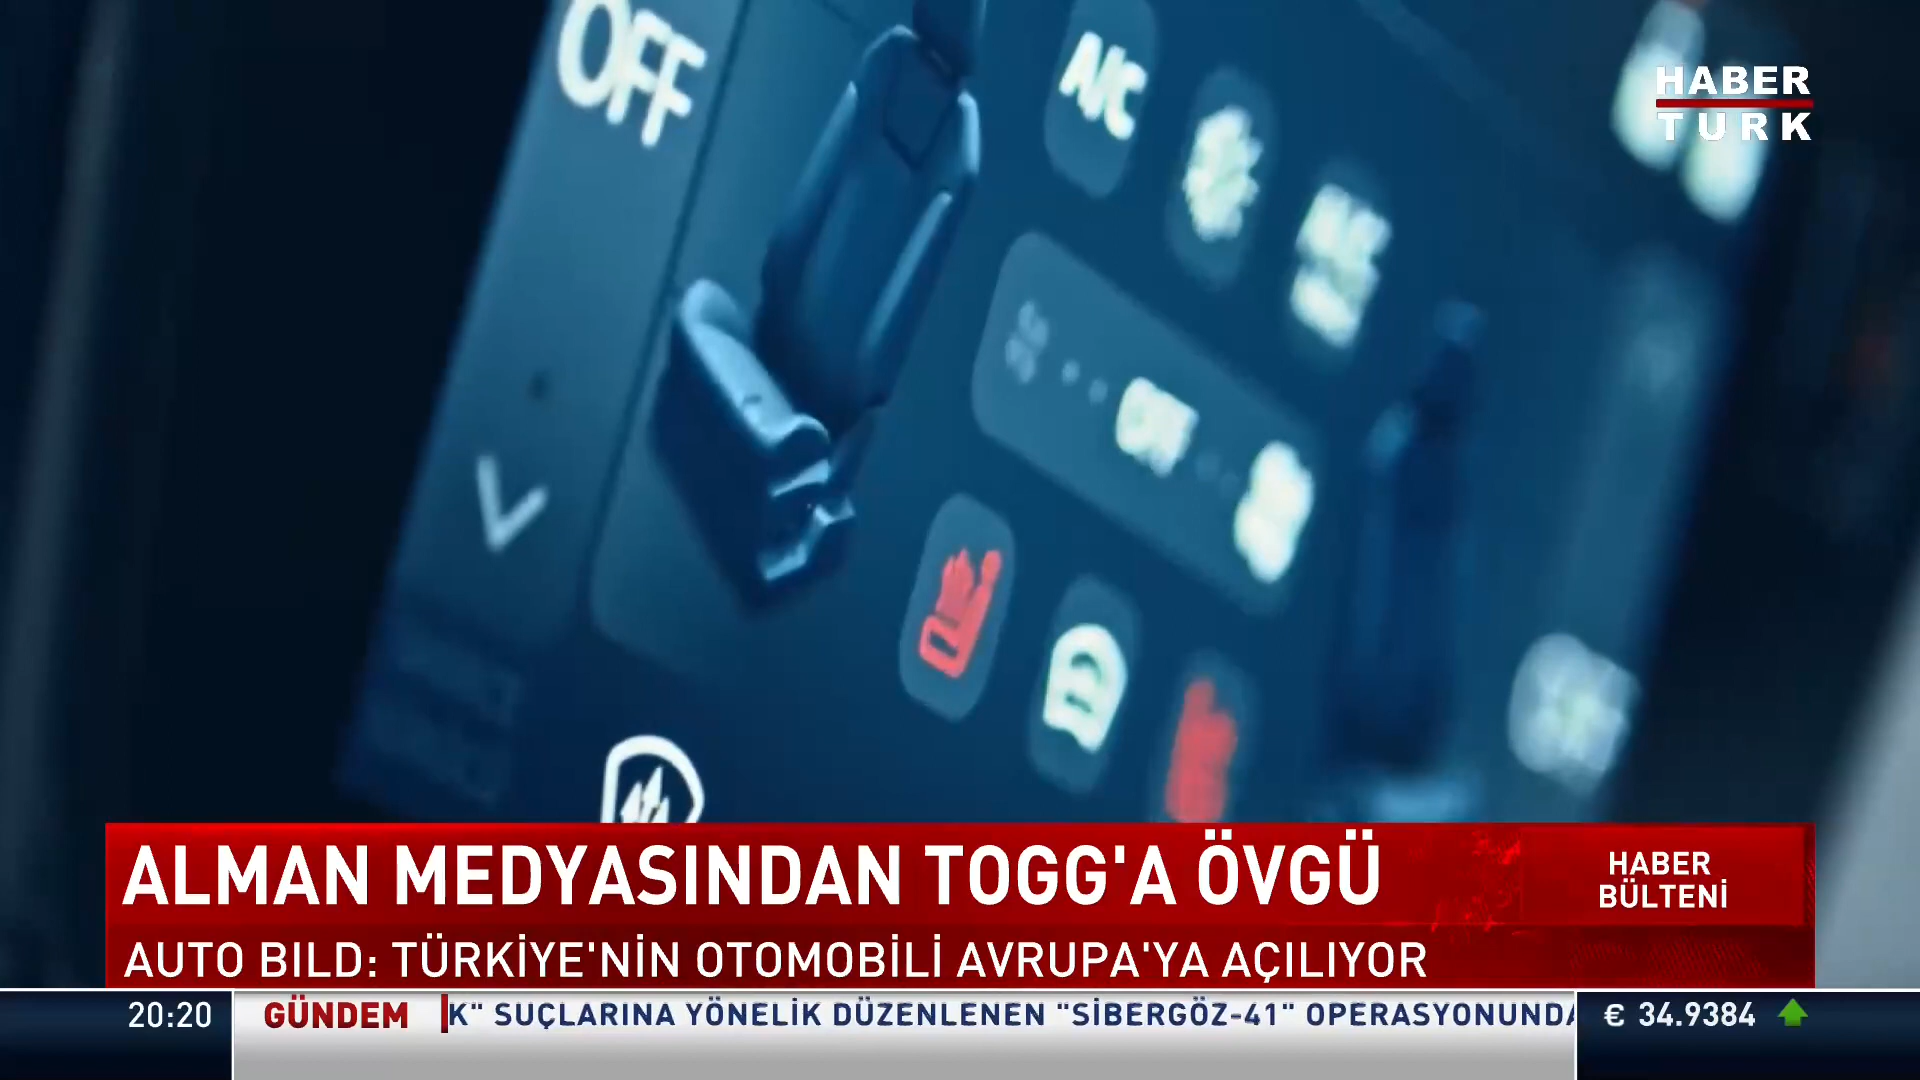 OFF
A/C
HABER
TURK
ALMAN MEDYASINDAN TOGG'A ÖVGÜ
HABER
BÜLTENİ
AUTO BILD: TÜRKİYE'NİN OTOMOBİLİ AVRUPA'YA AÇILIYOR
20:20
GÜNDEM
K" SUÇLARINA YÖNELİK DÜZENLENEN "SİBERGÖZ-41" OPERASYONUNDA
€ 34.9384